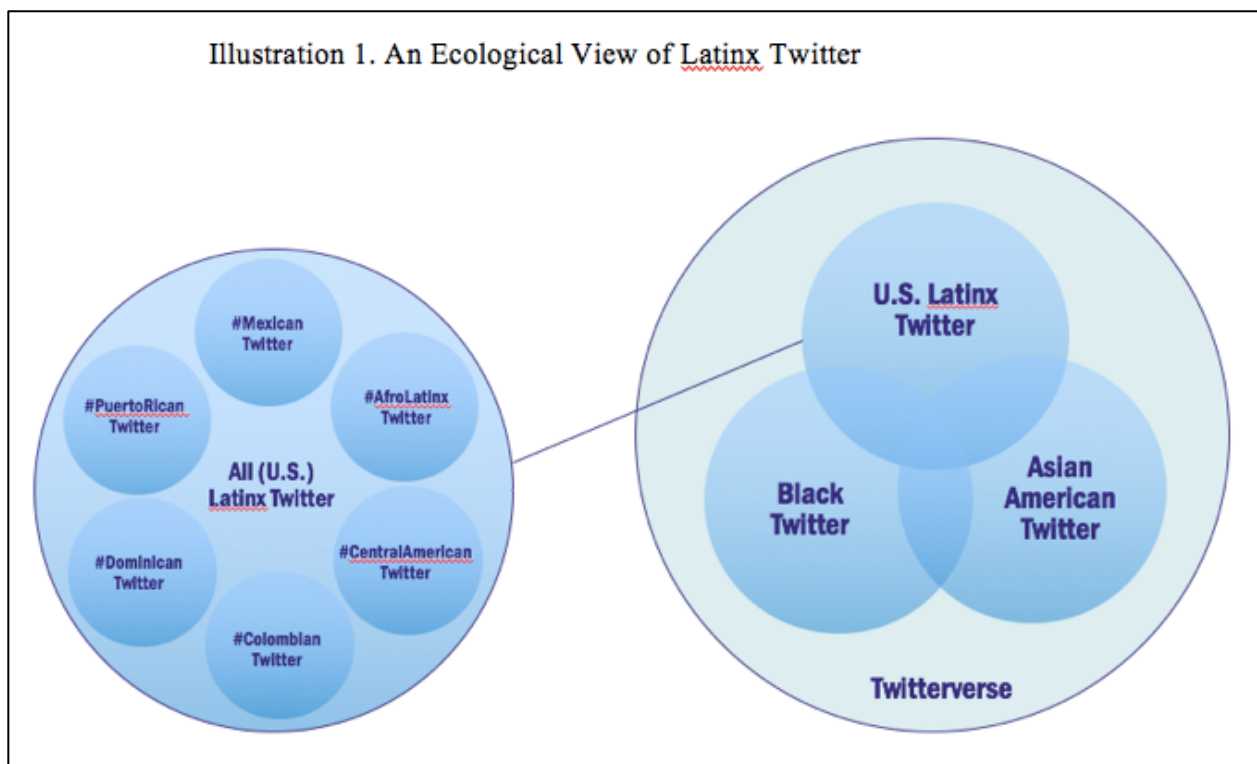 Illustration 1. An Ecological View of Latinx Twitter
#Mexican
Twitter
#AfroLatinx
Twitter
#PuertoRican
Twitter
All (U.S.)
Latinx Twitter
#CentralAmerican
Twitter
#Dominican
Twitter
#Colombian
Twitter
U.S. Latinx
Twitter
Black
Twitter
Asian
American
Twitter
Twitterverse